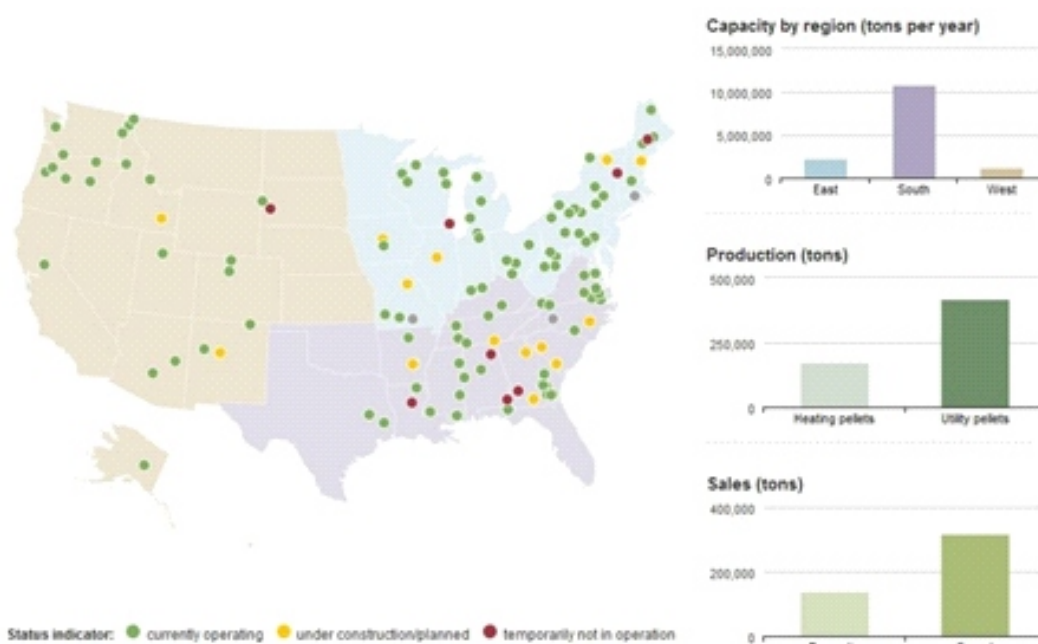 Capacity by region (tons per year)
15,000,000
10,000,000
5,000,000
0
East South West
Production (tons)
500,000
250,000
0
Heating pellets Utility pellets
Sales (tons)
400,000
200,000
0
Status indicator: currently operating under construction/planned temporarily not in operation